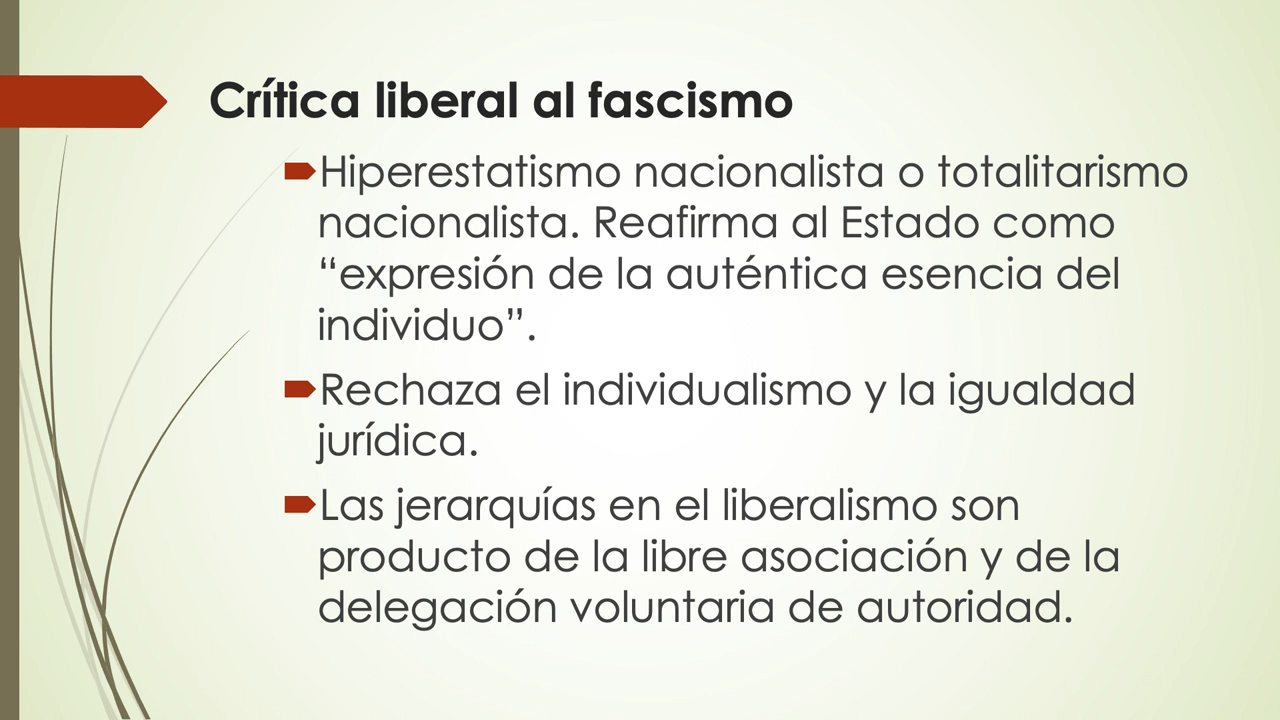 Crítica liberal al fascismo
Hiperestatismo nacionalista o totalitarismo
nacionalista. Reafirma al Estado como
“expresión de la auténtica esencia del
individuo”.
Rechaza el individualismo y la igualdad
jurídica.
Las jerarquías en el liberalismo son
producto de la libre asociación y de la
delegación voluntaria de autoridad.